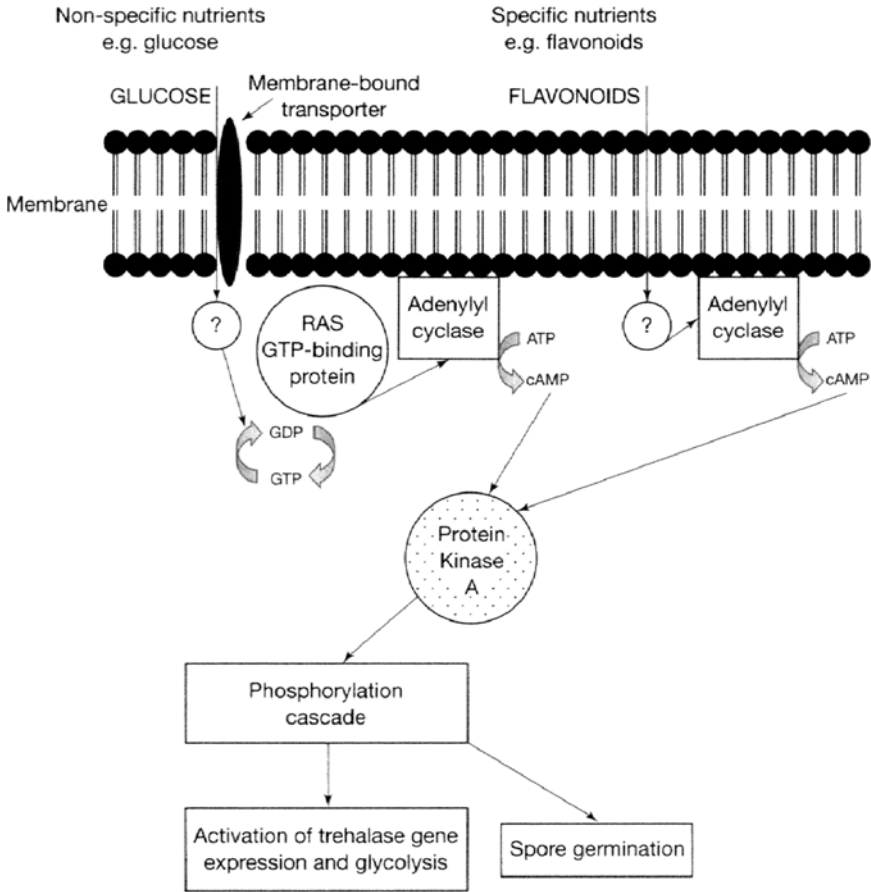 Non-specific nutrients
e.g. glucose
Specific nutrients
e.g. flavonoids
GLUCOSE
Membrane-bound
transporter
FLAVONOIDS
Membrane
?
RAS
GTP-binding
protein
Adenylyl
cyclase
ATP
cAMP
?
Adenylyl
cyclase
ATP
cAMP
GDP
GTP
Protein
Kinase
A
Phosphorylation
cascade
Activation of trehalase gene
expression and glycolysis
Spore germination